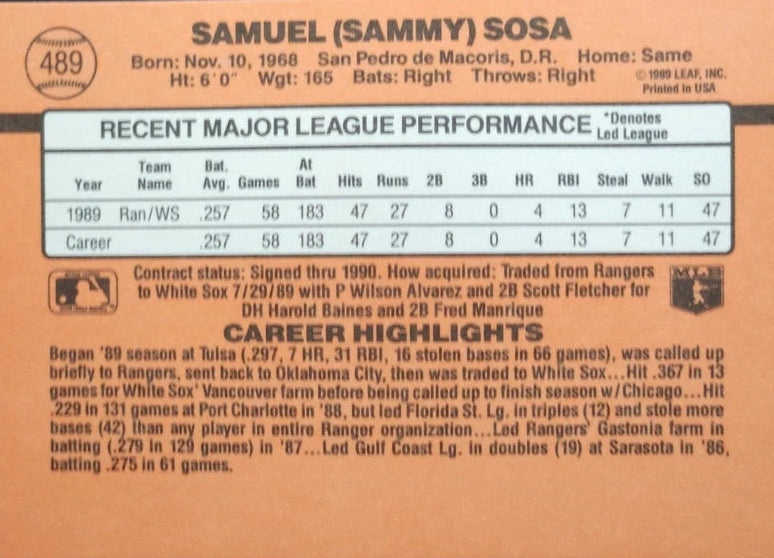 489
SAMUEL (SAMMY) SOSA
Born: Nov. 10, 1968 San Pedro de Macoris, D.R. Home: Same
Ht: 6'0" Wgt: 165 Bats: Right Throws: Right
© 1989 LEAF, INC.
Printed in USA
RECENT MAJOR LEAGUE PERFORMANCE *Denotes Led League
Year Team Name Bat. Avg. Games At Bat Hits Runs 2B 3B HR RBI Steal Walk SO
1989 Ran/WS .257 58 183 47 27 8 0 4 13 7 11 47
Career .257 58 183 47 27 8 0 4 13 7 11 47
Contract status: Signed thru 1990. How acquired: Traded from Rangers
to White Sox 7/29/89 with P Wilson Alvarez and 2B Scott Fletcher for
DH Harold Baines and 2B Fred Manrique
MLB
CAREER HIGHLIGHTS
Began '89 season at Tulsa (.297, 7 HR, 31 RBI, 16 stolen bases in 66 games), was called up
briefly to Rangers, sent back to Oklahoma City, then was traded to White Sox...Hit .367 in 13
games for White Sox' Vancouver farm before being called up to finish season w/Chicago...Hit
.229 in 131 games at Port Charlotte in '88, but led Florida St. Lg. in triples (12) and stole more
bases (42) than any player in entire Ranger organization...Led Rangers' Gastonia farm in
batting (.279 in 129 games) in '87...Led Gulf Coast Lg. in doubles (19) at Sarasota in '86,
batting .275 in 61 games.